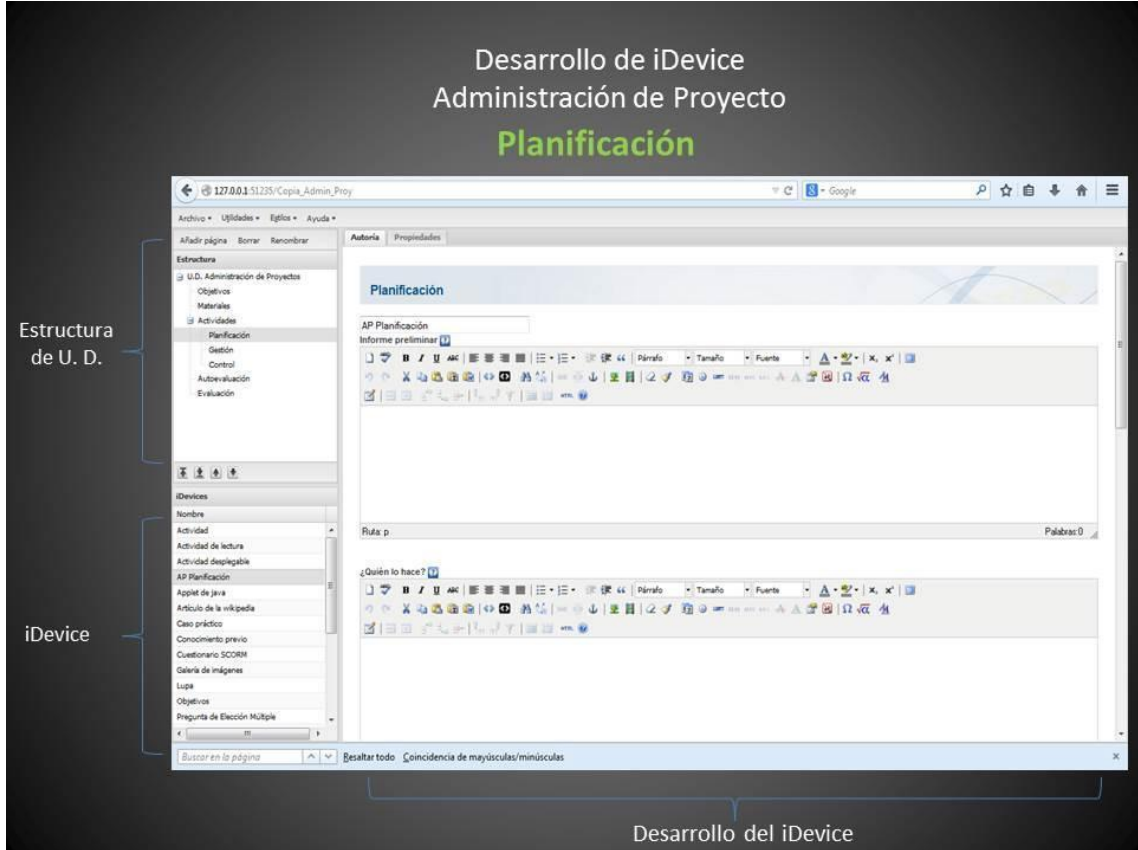 Desarrollo de iDevice
Administración de Proyecto
Planificación
127.0.0.1:51235/Copia_Admin_Proy
Google
Archivo Utilidades Estilos Ayuda
Añadir página Borrar Renombrar
Autoría Propiedades
Estructura
U.D. Administración de Proyectos
Objetivos
Materiales
Actividades
Planificación
Gestión
Control
Autoevaluación
Evaluación
Estructura
de U. D.
iDevices
Nombre
Actividad
Actividad de lectura
Actividad desplegable
AP Planificación
Applet de java
Artículo de la wikipedia
Caso práctico
Conocimiento previo
Cuestionario SCORM
Galería de imágenes
Lupa
Objetivos
Pregunta de Elección Múltiple
iDevice
Planificación
AP Planificación
Informe preliminar
B I U ABC Párrafo Tamaño Fuente A x, x'
HTML
Ruta: p Palabras:0
¿Quién lo hace?
B I U ABC Párrafo Tamaño Fuente A x, x'
HTML
Buscar en la página Resaltar todo Coincidencia de mayúsculas/minúsculas
Desarrollo del iDevice